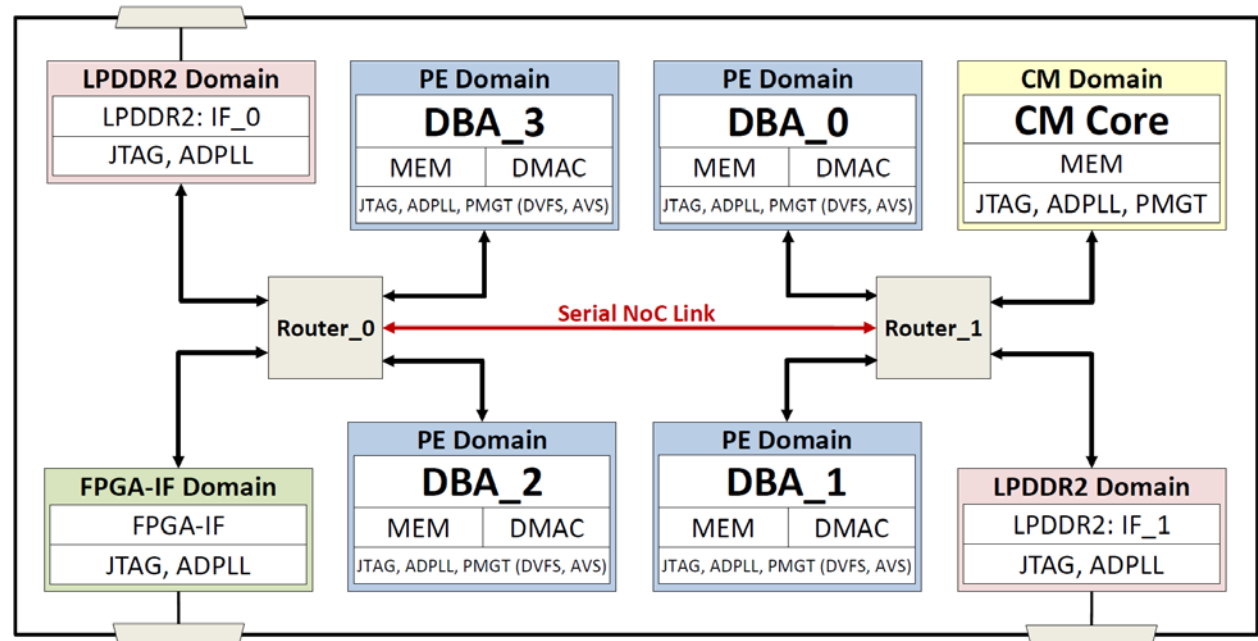 LPDDR2 Domain
LPDDR2: IF_0
JTAG, ADPLL
PE Domain
DBA_3
MEM DMAC
JTAG, ADPLL, PMGT (DVFS, AVS)
PE Domain
DBA_0
MEM DMAC
JTAG, ADPLL, PMGT (DVFS, AVS)
CM Domain
CM Core
MEM
JTAG, ADPLL, PMGT
Router_0
Serial NoC Link
Router_1
FPGA-IF Domain
FPGA-IF
JTAG, ADPLL
PE Domain
DBA_2
MEM DMAC
JTAG, ADPLL, PMGT (DVFS, AVS)
PE Domain
DBA_1
MEM DMAC
JTAG, ADPLL, PMGT (DVFS, AVS)
LPDDR2 Domain
LPDDR2: IF_1
JTAG, ADPLL